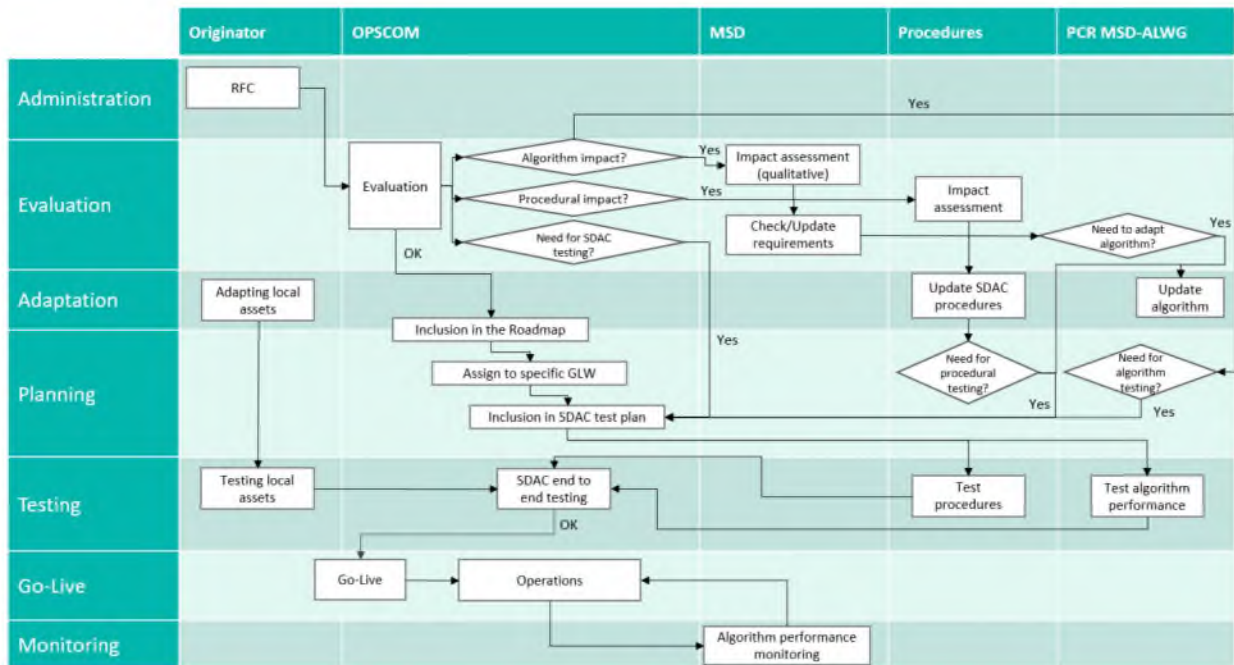 Originator OPSCOM MSD Procedures PCR MSD-ALWG
Administration
RFC
Yes
Evaluation
Evaluation
Algorithm impact?
Yes
Impact assessment
(qualitative)
Procedural impact?
Yes
Impact
assessment
Need for SDAC
testing?
Check/Update
requirements
Need to adapt
algorithm?
Yes
OK
Adaptation
Adapting local
assets
Update SDAC
procedures
Update
algorithm
Planning
Inclusion in the Roadmap
Yes
Assign to specific GLW
Need for
procedural
testing?
Need for
algorithm
testing?
Inclusion in SDAC test plan
Yes
Yes
Testing
Testing local
assets
SDAC end to
end testing
Test
procedures
Test algorithm
performance
OK
Go-Live
Go-Live
Operations
Monitoring
Algorithm performance
monitoring